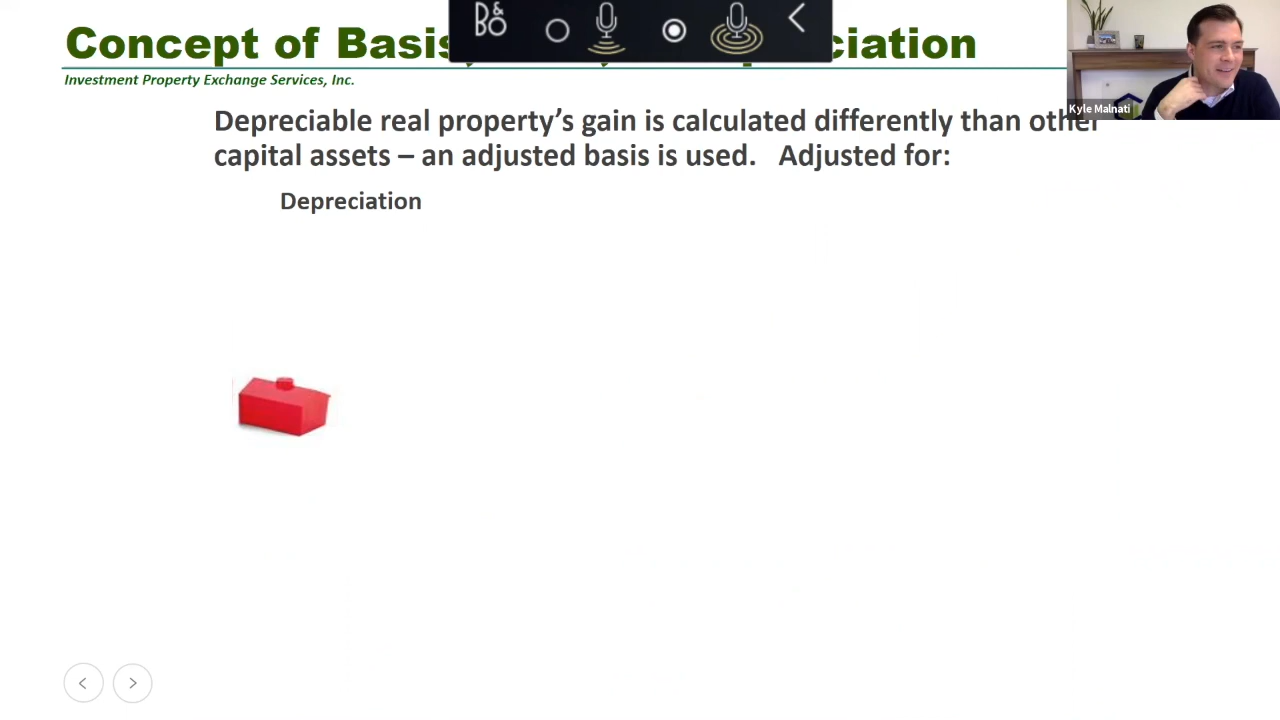 Concept of Basis ciation
B&O
Investment Property Exchange Services, Inc.
Kyle Malnati
Depreciable real property’s gain is calculated differently than other
capital assets – an adjusted basis is used. Adjusted for:
Depreciation